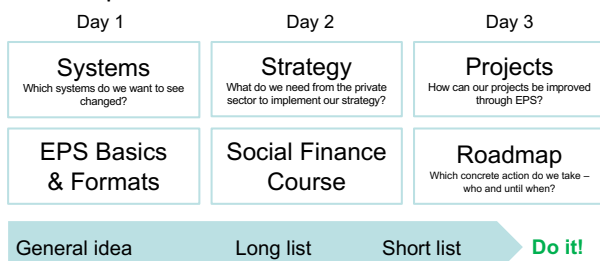 Day 1
Day 2
Day 3
Systems
Which systems do we want to see
changed?
Strategy
What do we need from the private
sector to implement our strategy?
Projects
How can our projects be improved
through EPS?
EPS Basics
& Formats
Social Finance
Course
Roadmap
Which concrete action do we take –
who and until when?
General idea
Long list
Short list
Do it!